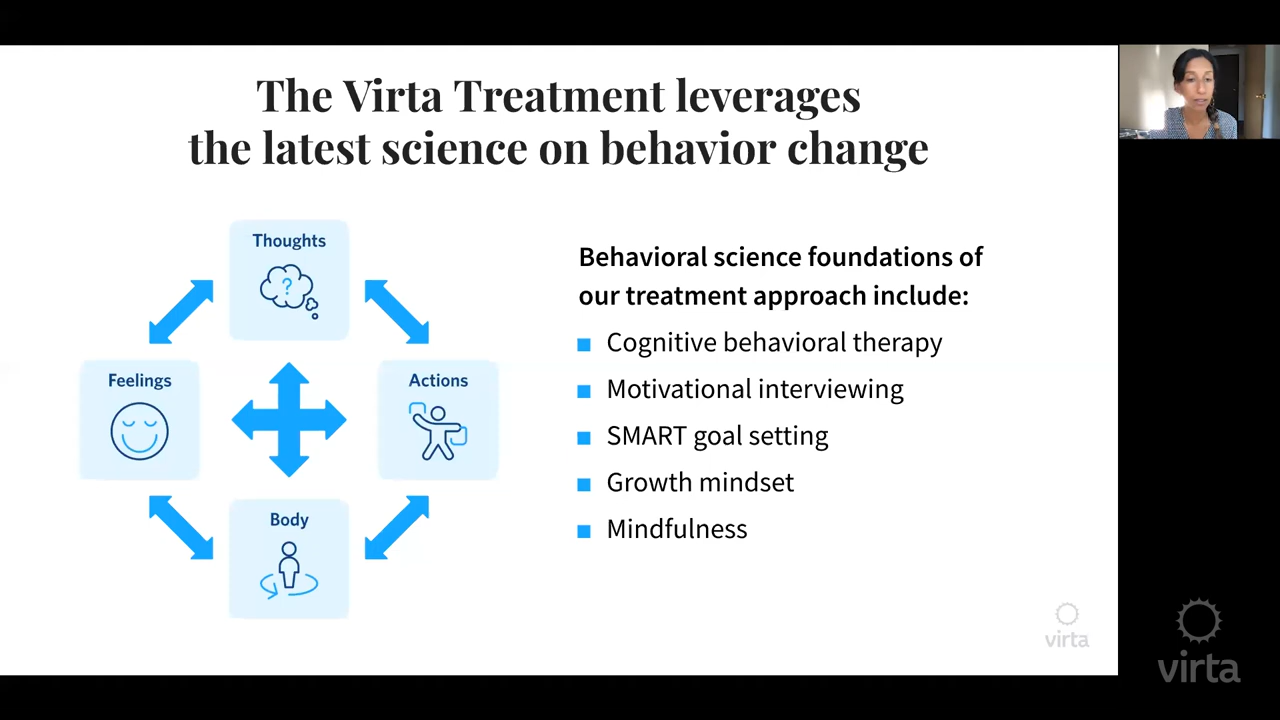 The Virta Treatment leverages
the latest science on behavior change
Thoughts
?
Feelings
Actions
Body
Behavioral science foundations of
our treatment approach include:
Cognitive behavioral therapy
Motivational interviewing
SMART goal setting
Growth mindset
Mindfulness
virta
virta